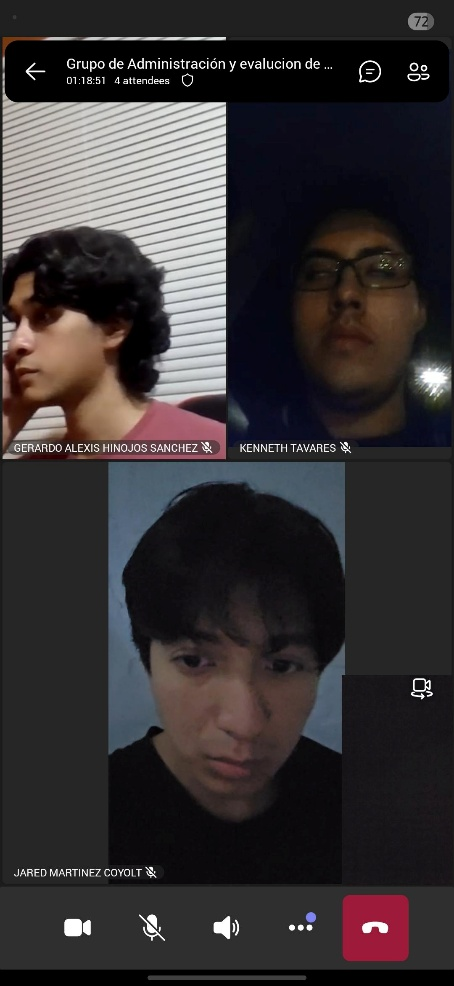 72
Grupo de Administración y evalucion de ...
01:18:51 4 attendees
GERARDO ALEXIS HINOJOS SANCHEZ
KENNETH TAVARES
JARED MARTINEZ COYOLT